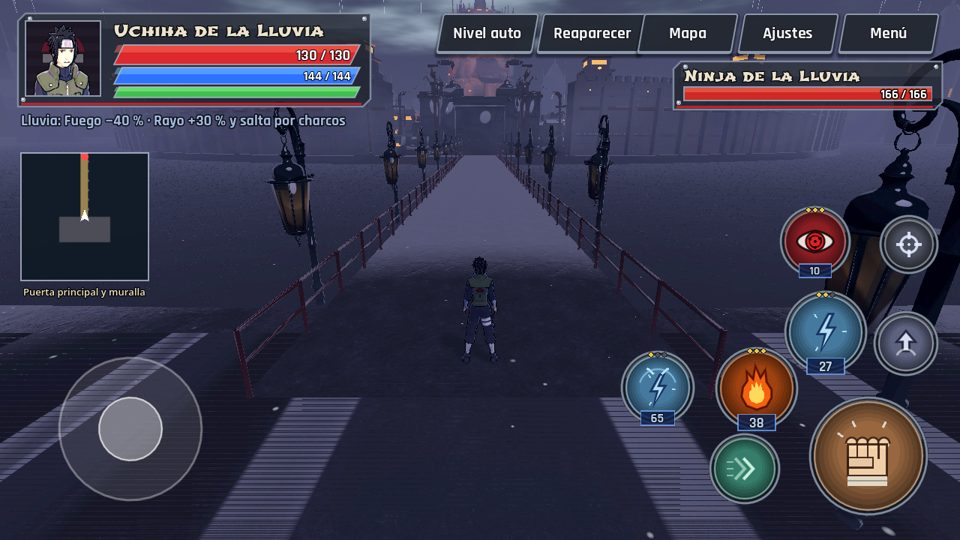 Uchiha de la Lluvia
130 / 130
144 / 144
Lluvia: Fuego −40 % · Rayo +30 % y salta por charcos
Puerta principal y muralla
Nivel auto
Reaparecer
Mapa
Ajustes
Menú
Ninja de la Lluvia
166 / 166
10
27
65
38